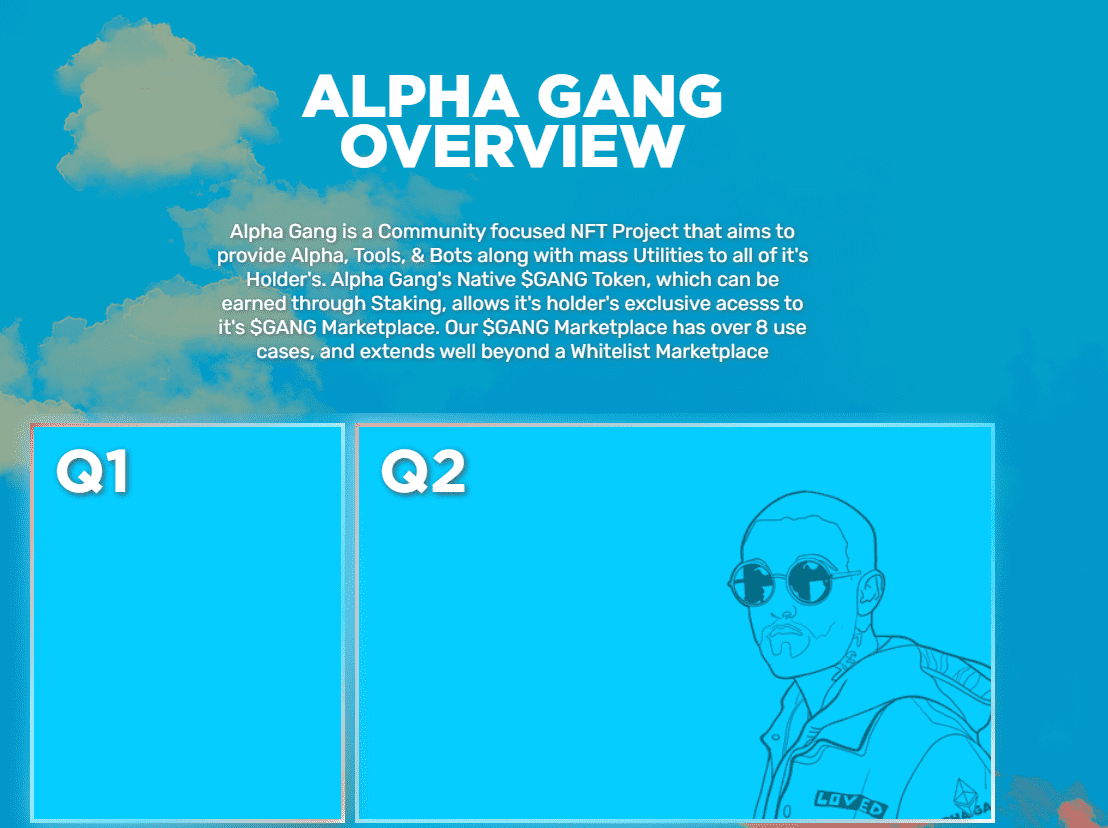 ALPHA GANG
OVERVIEW
Alpha Gang is a Community focused NFT Project that aims to
provide Alpha, Tools, & Bots along with mass Utilities to all of it's
Holder's. Alpha Gang's Native $GANG Token, which can be
earned through Staking, allows it's holder's exclusive acesss to
it's $GANG Marketplace. Our $GANG Marketplace has over 8 use
cases, and extends well beyond a Whitelist Marketplace
Q1
Q2
LOVED